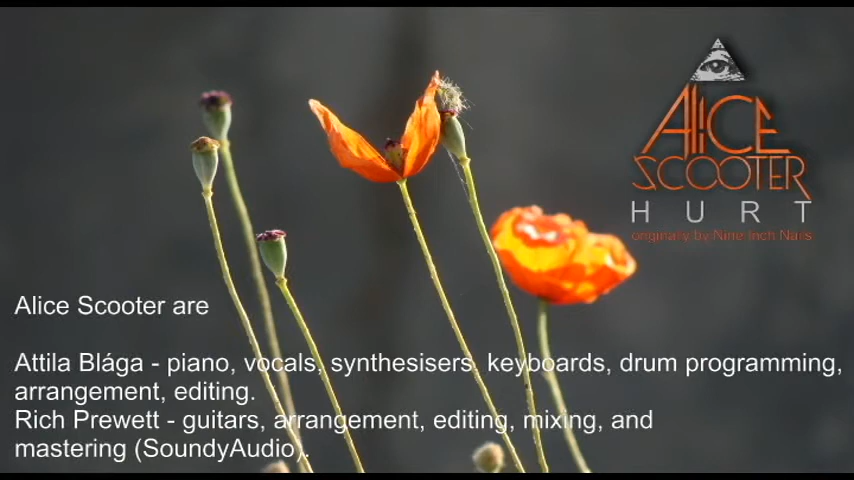 ALICE
SCOOTER
HURT
originally by Nine Inch Nails
Alice Scooter are
Attila Blága - piano, vocals, synthesisers, keyboards, drum programming,
arrangement, editing.
Rich Prewett - guitars, arrangement, editing, mixing, and
mastering (SoundyAudio).